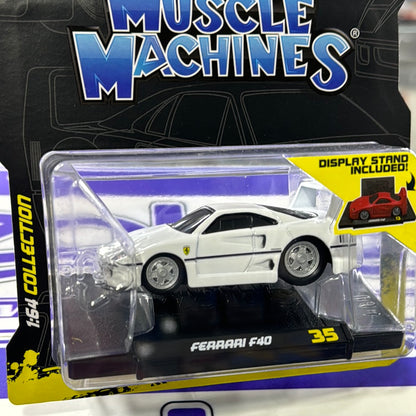 MUSCLE
MACHINES®
DISPLAY STAND
INCLUDED!
1:64 COLLECTION
FERRARI F40
35